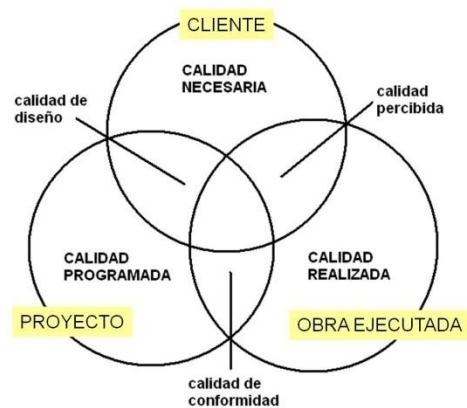 CLIENTE
CALIDAD
NECESARIA
calidad de
diseño
calidad
percibida
CALIDAD
PROGRAMADA
CALIDAD
REALIZADA
PROYECTO
OBRA EJECUTADA
calidad de
conformidad